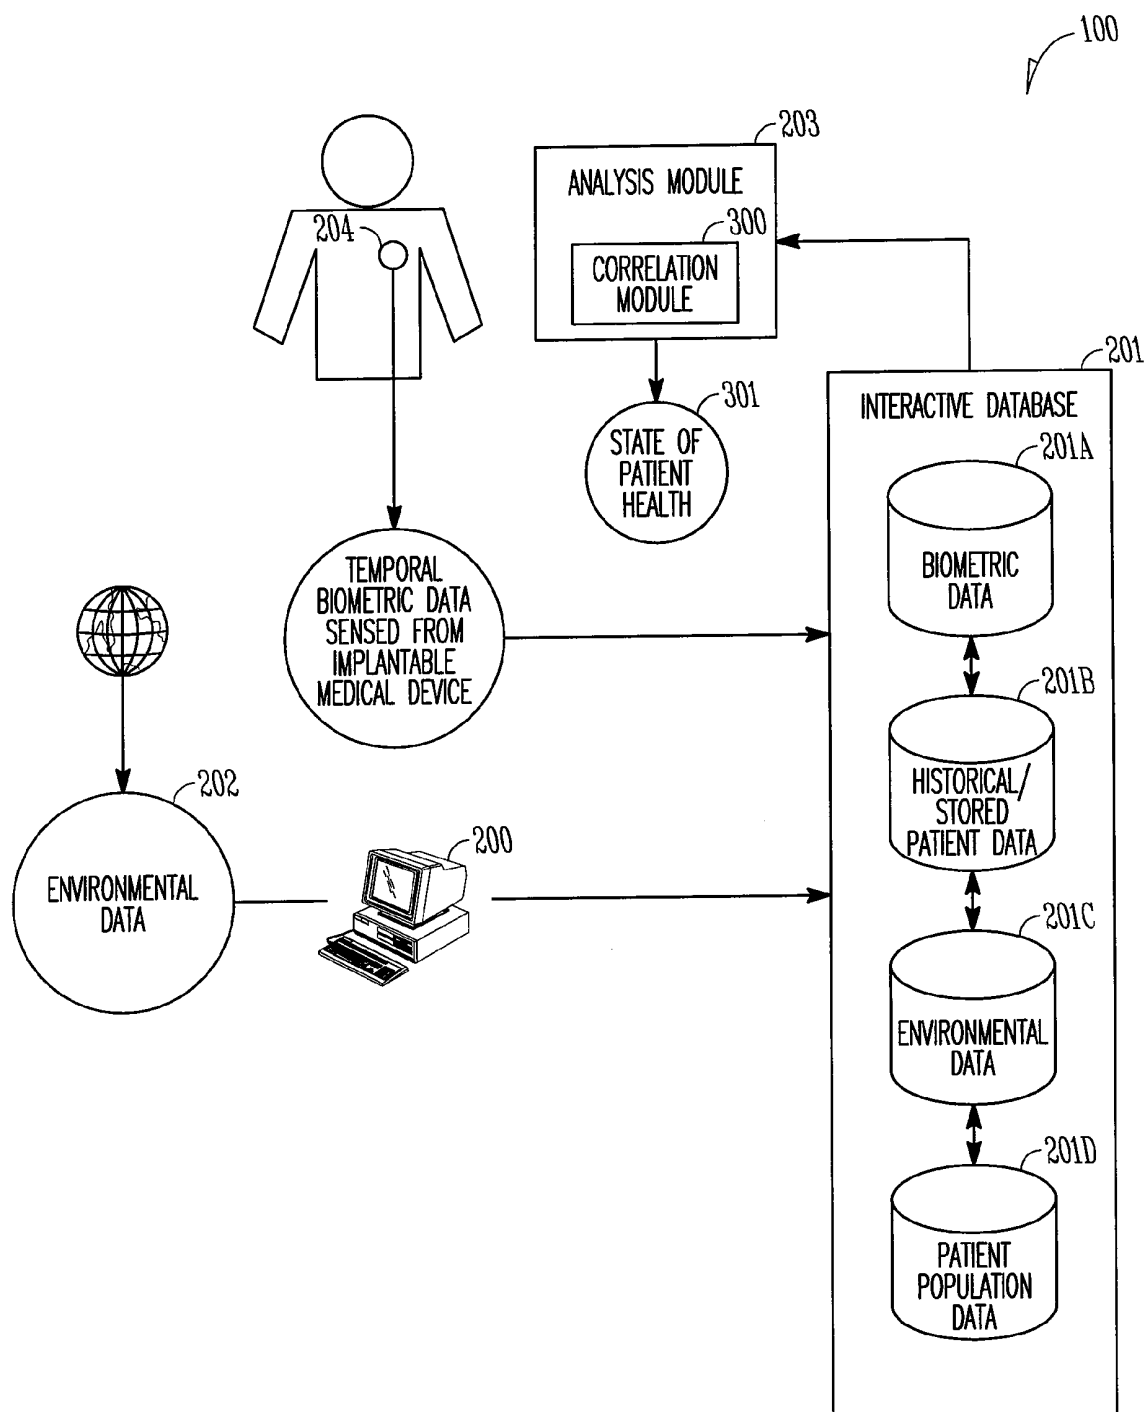 100
203
ANALYSIS MODULE
300
CORRELATION
MODULE
204
201
INTERACTIVE DATABASE
301
STATE OF
PATIENT
HEALTH
201A
BIOMETRIC
DATA
TEMPORAL
BIOMETRIC DATA
SENSED FROM
IMPLANTABLE
MEDICAL DEVICE
201B
HISTORICAL/
STORED
PATIENT DATA
202
ENVIRONMENTAL
DATA
200
201C
ENVIRONMENTAL
DATA
201D
PATIENT
POPULATION
DATA